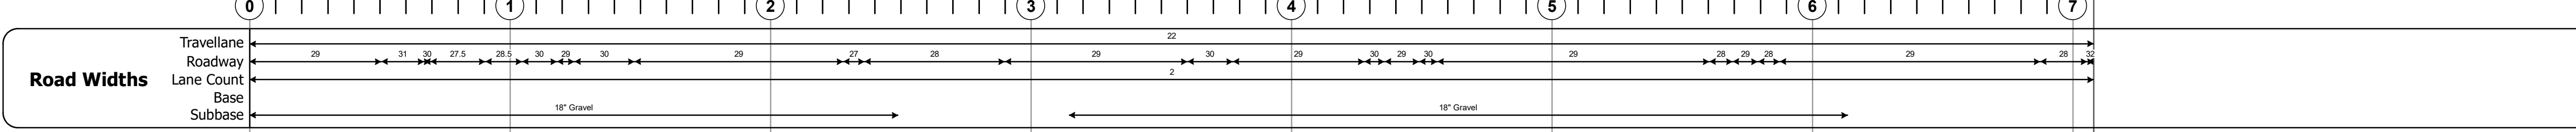 0 1 2 3 4 5 6 7
Road Widths
Travellane 22
Roadway 29 31 30 27.5 28.5 30 29 30 29 27 28 29 30 29 30 29 30 29 28 29 28 29 28 32
Lane Count 2
Base
Subbase 18" Gravel 18" Gravel